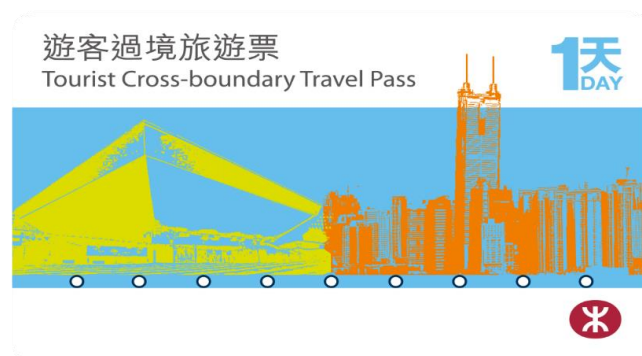 遊客過境旅遊票
Tourist Cross-boundary Travel Pass
1天
DAY